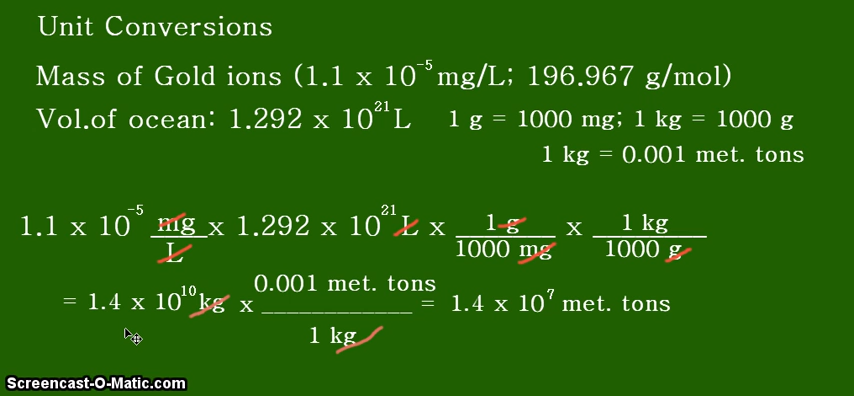 Unit Conversions
Mass of Gold ions (1.1 x 10⁻⁵ mg/L; 196.967 g/mol)
Vol.of ocean: 1.292 x 10²¹ L 1 g = 1000 mg; 1 kg = 1000 g
1 kg = 0.001 met. tons
1.1 x 10⁻⁵ mg/L x 1.292 x 10²¹ L x 1 g/1000 mg x 1 kg/1000 g
= 1.4 x 10¹⁰ kg x 0.001 met. tons/1 kg = 1.4 x 10⁷ met. tons
Screencast-O-Matic.com